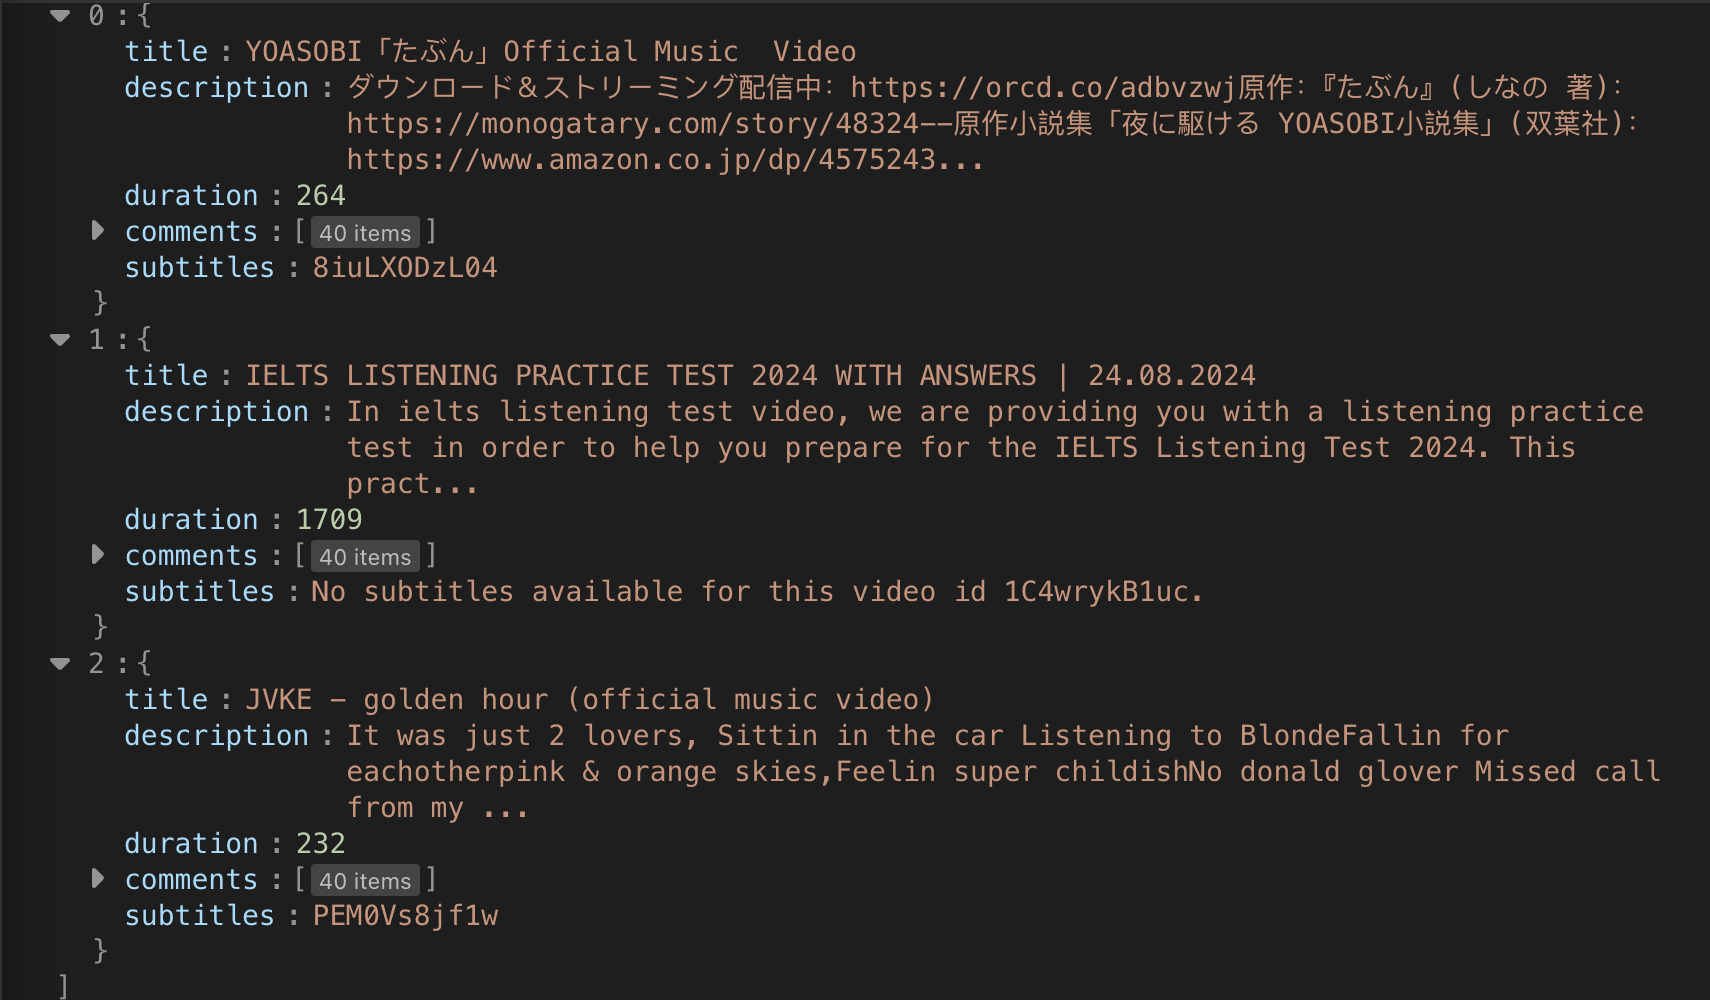 0 :{
title : YOASOBI「たぶん」Official Music  Video
description : ダウンロード＆ストリーミング配信中：https://orcd.co/adbvzwj原作：『たぶん』(しなの 著)：
https://monogatary.com/story/48324--原作小説集「夜に駆ける YOASOBI小説集」(双葉社)：
https://www.amazon.co.jp/dp/4575243...
duration : 264
comments : [ 40 items ]
subtitles : 8iuLXODzL04
}
1 :{
title : IELTS LISTENING PRACTICE TEST 2024 WITH ANSWERS | 24.08.2024
description : In ielts listening test video, we are providing you with a listening practice
test in order to help you prepare for the IELTS Listening Test 2024. This
pract...
duration : 1709
comments : [ 40 items ]
subtitles : No subtitles available for this video id 1C4wrykB1uc.
}
2 :{
title : JVKE - golden hour (official music video)
description : It was just 2 lovers, Sittin in the car Listening to BlondeFallin for
eachotherpink & orange skies,Feelin super childishNo donald glover Missed call
from my ...
duration : 232
comments : [ 40 items ]
subtitles : PEM0Vs8jf1w
}
]